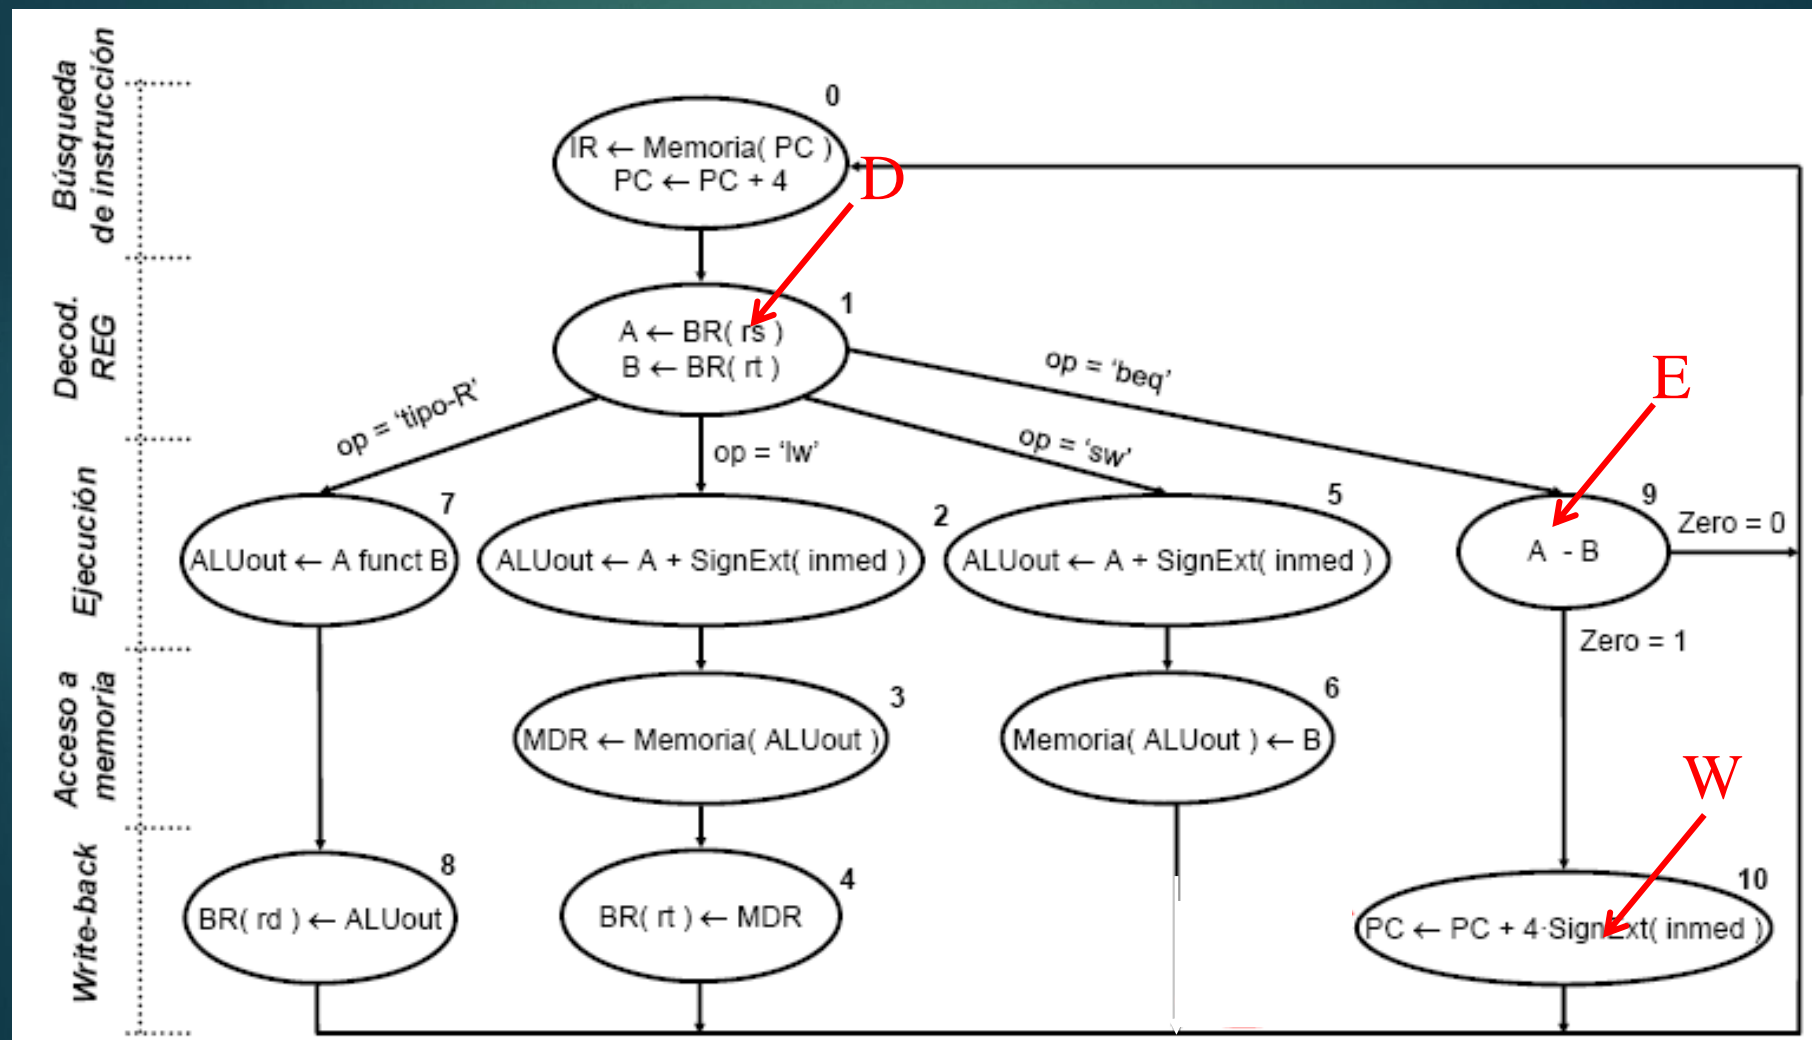 Búsqueda
de instrucción
0
IR ← Memoria( PC )
PC ← PC + 4
D
Decod.
REG
1
A ← BR( rs )
B ← BR( rt )
op = 'beq'
E
op = 'tipo-R'
op = 'lw'
op = 'sw'
Ejecución
7
ALUout ← A funct B
2
ALUout ← A + SignExt( inmed )
5
ALUout ← A + SignExt( inmed )
9
A - B
Zero = 0
Zero = 1
Acceso a
memoria
3
MDR ← Memoria( ALUout )
6
Memoria( ALUout ) ← B
W
Write-back
8
BR( rd ) ← ALUout
4
BR( rt ) ← MDR
10
PC ← PC + 4·SignExt( inmed )